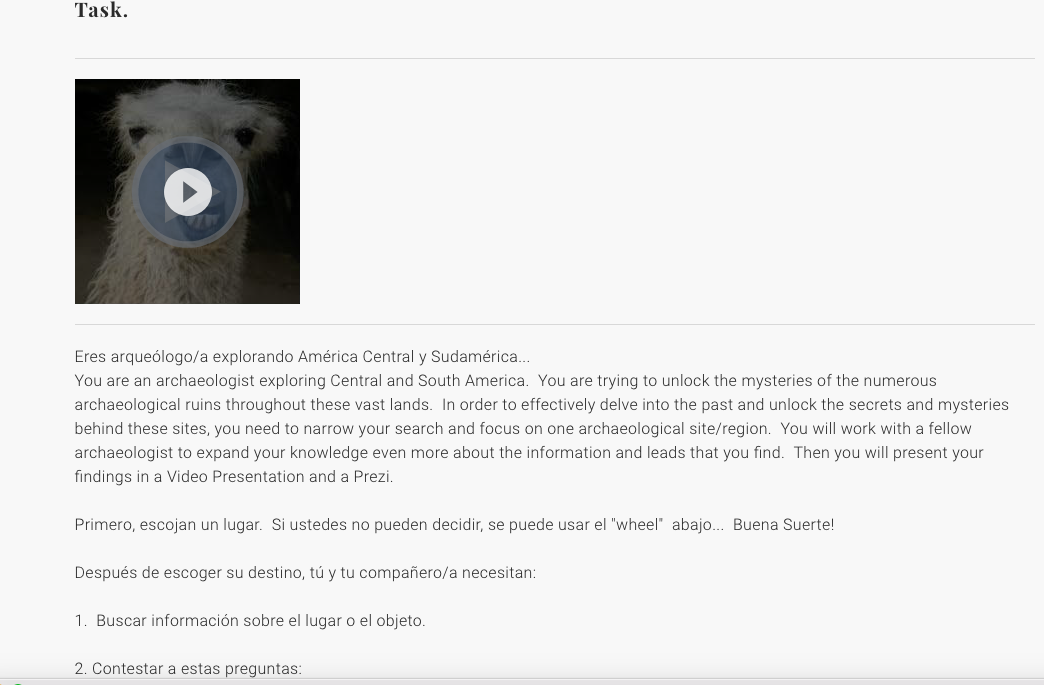 Task.
Eres arqueólogo/a explorando América Central y Sudamérica...
You are an archaeologist exploring Central and South America.  You are trying to unlock the mysteries of the numerous
archaeological ruins throughout these vast lands.  In order to effectively delve into the past and unlock the secrets and mysteries
behind these sites, you need to narrow your search and focus on one archaeological site/region.  You will work with a fellow
archaeologist to expand your knowledge even more about the information and leads that you find.  Then you will present your
findings in a Video Presentation and a Prezi.
Primero, escojan un lugar.  Si ustedes no pueden decidir, se puede usar el "wheel"  abajo...  Buena Suerte!
Después de escoger su destino, tú y tu compañero/a necesitan:
1.  Buscar información sobre el lugar o el objeto.
2. Contestar a estas preguntas: